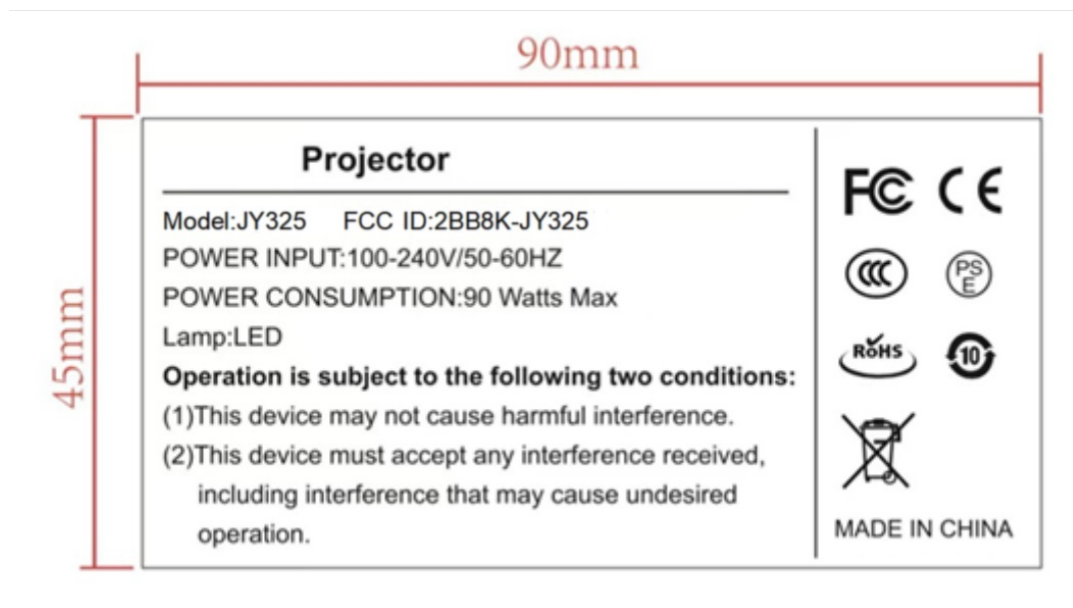 90mm
45mm
Projector
Model:JY325 FCC ID:2BB8K-JY325
POWER INPUT:100-240V/50-60HZ
POWER CONSUMPTION:90 Watts Max
Lamp:LED
Operation is subject to the following two conditions:
(1)This device may not cause harmful interference.
(2)This device must accept any interference received,
including interference that may cause undesired
operation.
FC CE
CCC PSE
RoHS 10
MADE IN CHINA